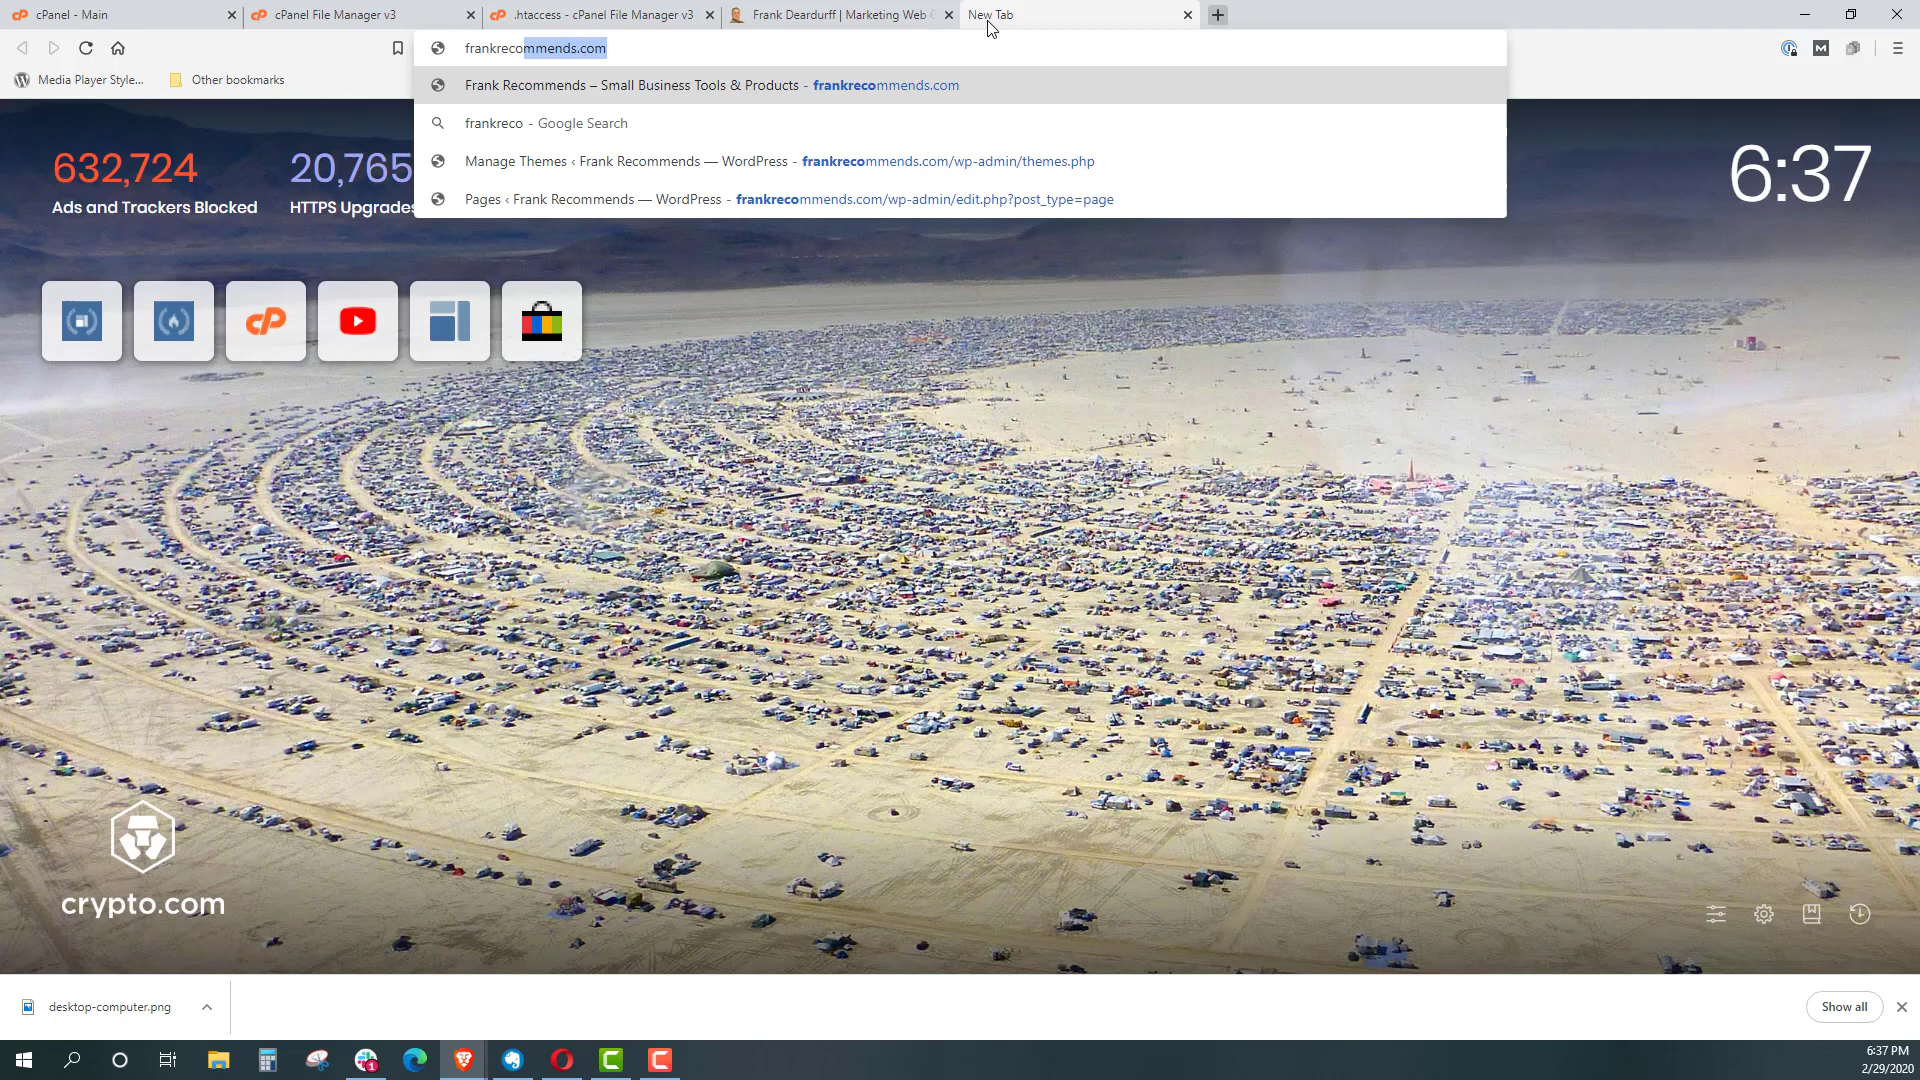 cPanel - Main
cPanel File Manager v3
.htaccess - cPanel File Manager v3
Frank Deardurff | Marketing Web
New Tab
frankrecommends.com
Media Player Style...
Other bookmarks
Frank Recommends – Small Business Tools & Products - frankrecommends.com
frankreco - Google Search
Manage Themes ‹ Frank Recommends — WordPress - frankrecommends.com/wp-admin/themes.php
Pages ‹ Frank Recommends — WordPress - frankrecommends.com/wp-admin/edit.php?post_type=page
632,724
Ads and Trackers Blocked
20,765
HTTPS Upgrades
6:37
crypto.com
desktop-computer.png
Show all
1
6:37 PM
2/29/2020